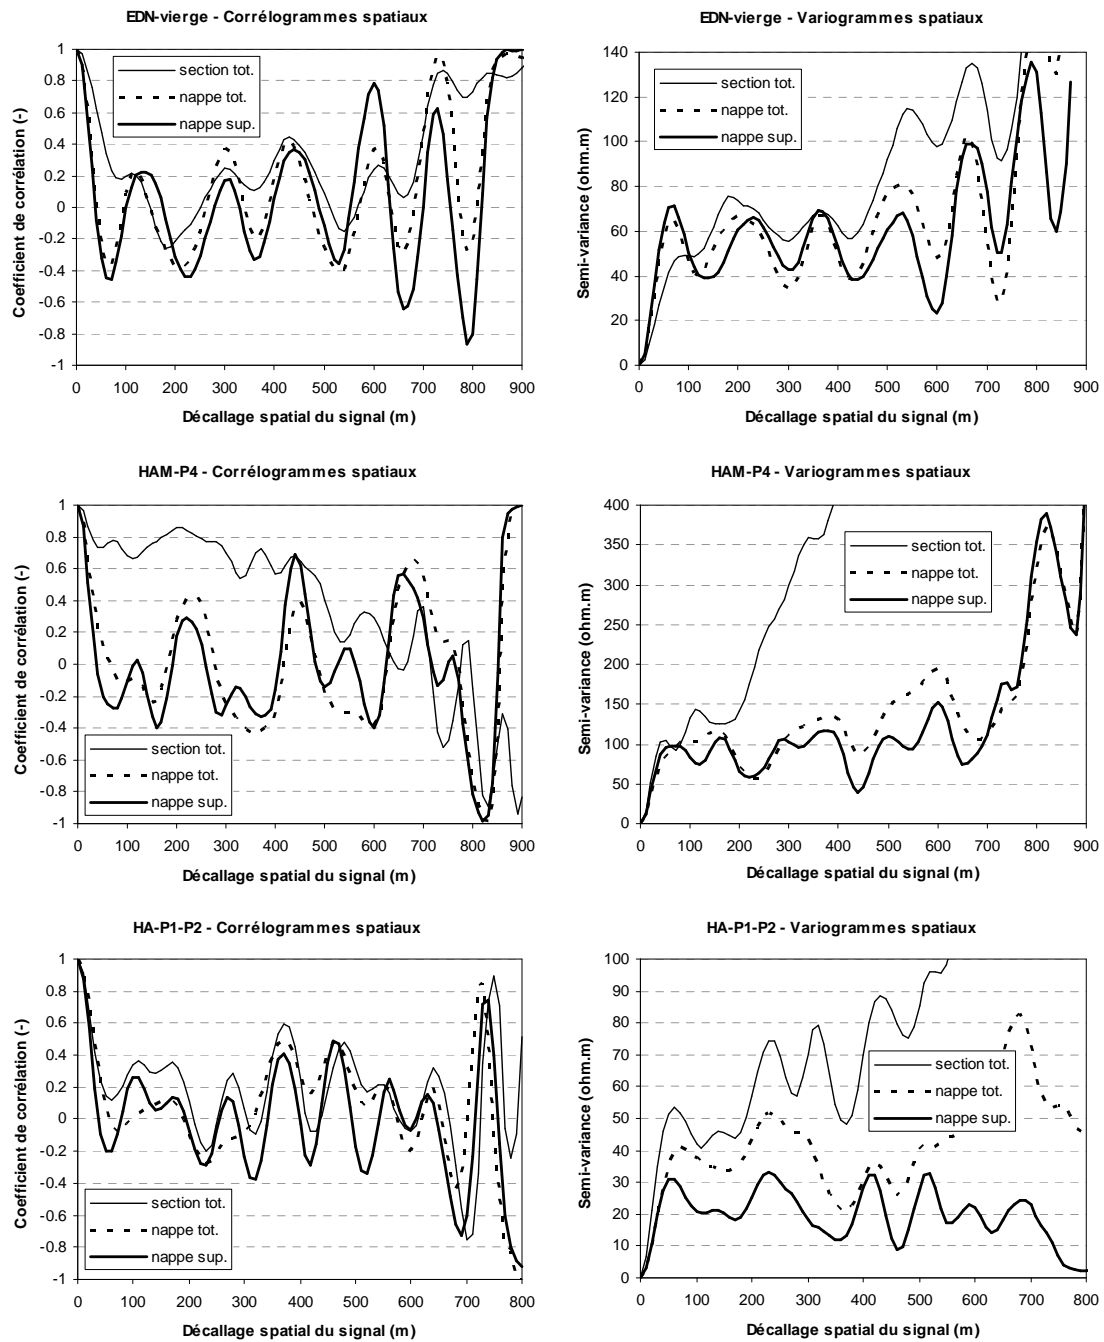 EDN-vierge - Corrélogrammes spatiaux
Coefficient de corrélation (-)
1
0.8
0.6
0.4
0.2
0
-0.2
-0.4
-0.6
-0.8
-1
section tot.
nappe tot.
nappe sup.
0 100 200 300 400 500 600 700 800 900
Décallage spatial du signal (m)
EDN-vierge - Variogrammes spatiaux
Semi-variance (ohm.m)
140
120
100
80
60
40
20
0
section tot.
nappe tot.
nappe sup.
0 100 200 300 400 500 600 700 800 900
Décallage spatial du signal (m)
HAM-P4 - Corrélogrammes spatiaux
Coefficient de corrélation (-)
1
0.8
0.6
0.4
0.2
0
-0.2
-0.4
-0.6
-0.8
-1
section tot.
nappe tot.
nappe sup.
0 100 200 300 400 500 600 700 800 900
Décallage spatial du signal (m)
HAM-P4 - Variogrammes spatiaux
Semi-variance (ohm.m)
400
350
300
250
200
150
100
50
0
section tot.
nappe tot.
nappe sup.
0 100 200 300 400 500 600 700 800 900
Décallage spatial du signal (m)
HA-P1-P2 - Corrélogrammes spatiaux
Coefficient de corrélation (-)
1
0.8
0.6
0.4
0.2
0
-0.2
-0.4
-0.6
-0.8
-1
section tot.
nappe tot.
nappe sup.
0 100 200 300 400 500 600 700 800
Décallage spatial du signal (m)
HA-P1-P2 - Variogrammes spatiaux
Semi-variance (ohm.m)
100
90
80
70
60
50
40
30
20
10
0
section tot.
nappe tot.
nappe sup.
0 100 200 300 400 500 600 700 800
Décallage spatial du signal (m)